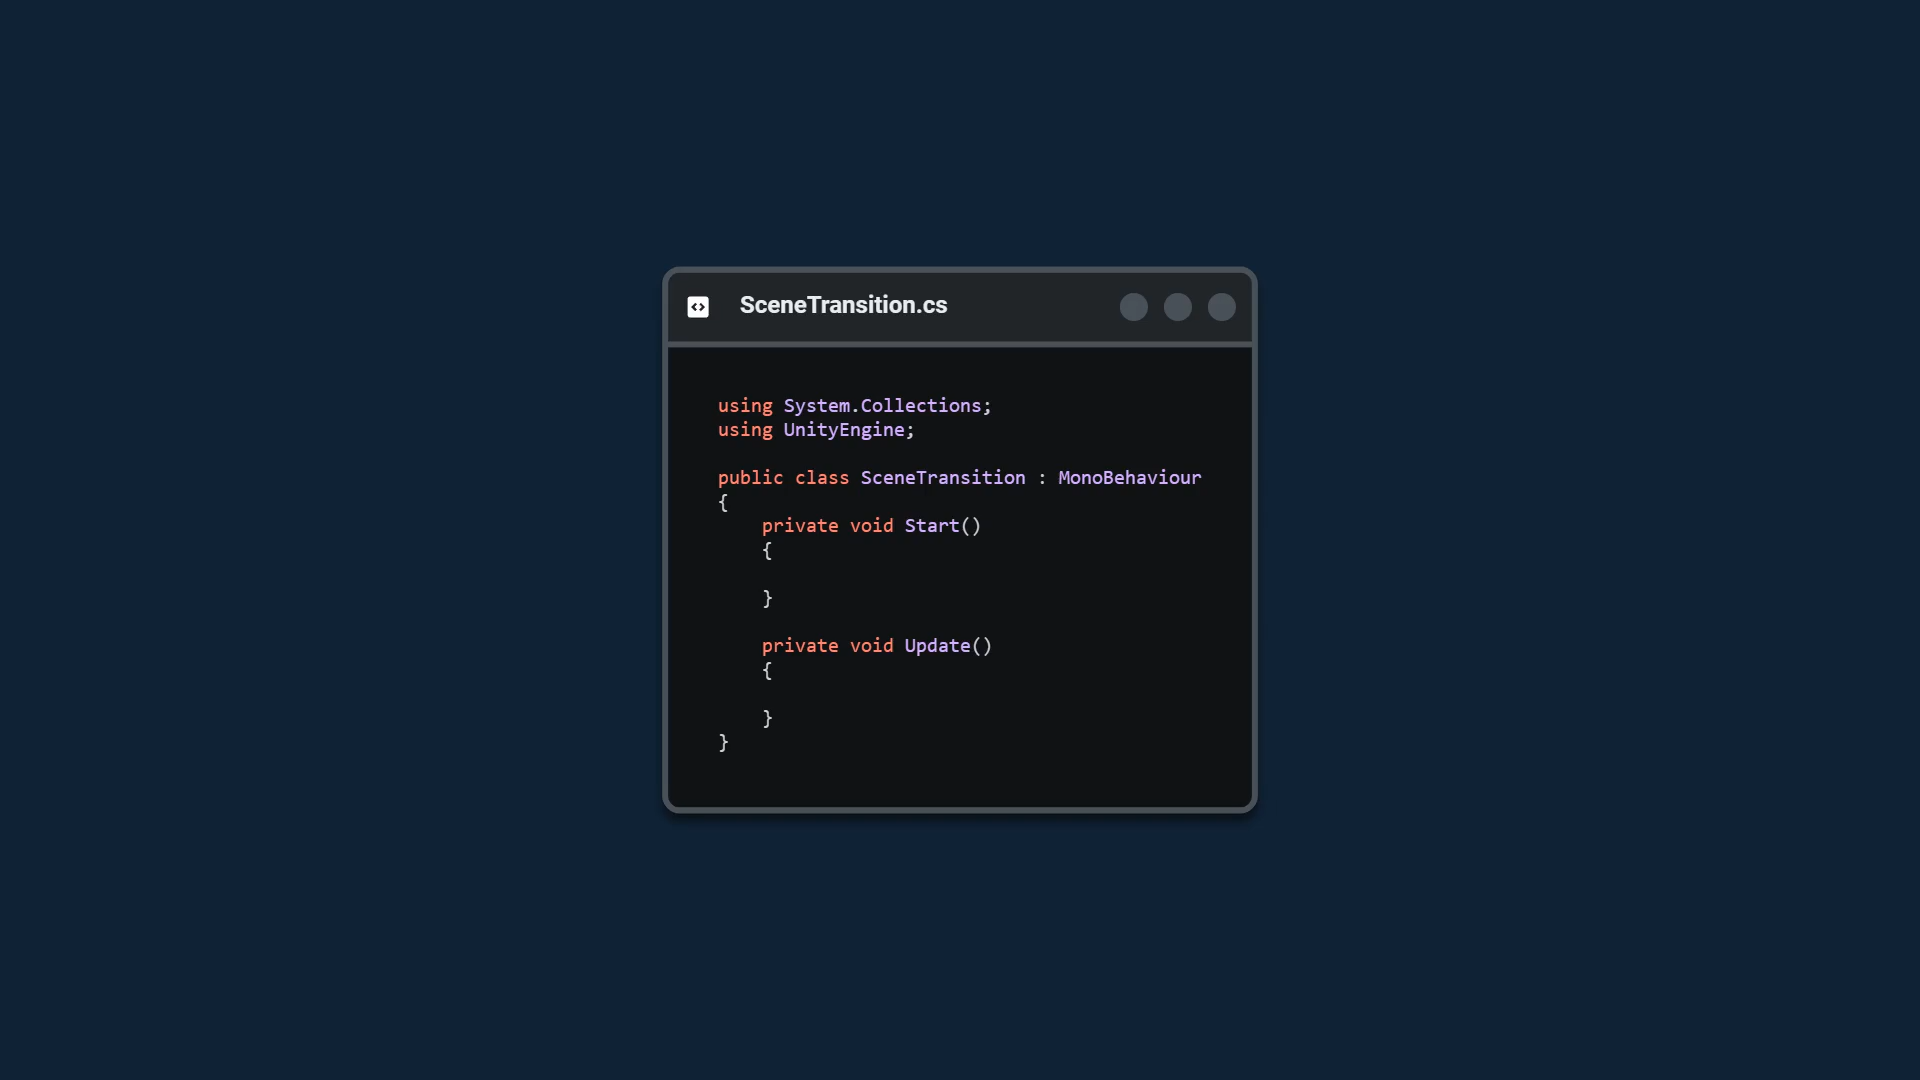 SceneTransition.cs
using System.Collections;
using UnityEngine;
public class SceneTransition : MonoBehaviour
{
    private void Start()
    {
    }
    private void Update()
    {
    }
}